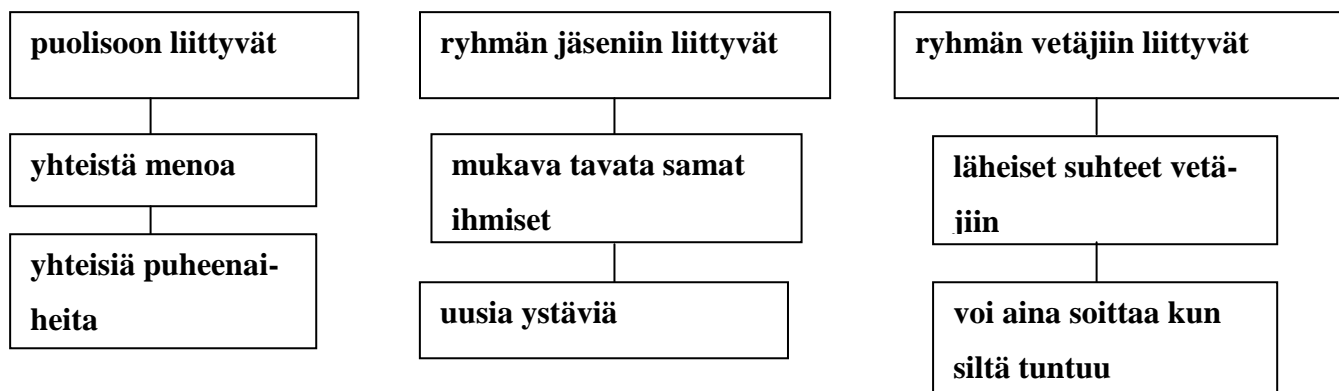 puolisoon liittyvät
yhteistä menoa
yhteisiä puheenai-
heita
ryhmän jäseniin liittyvät
mukava tavata samat
ihmiset
uusia ystäviä
ryhmän vetäjiin liittyvät
läheiset suhteet vetä-
jiin
voi aina soittaa kun
siltä tuntuu